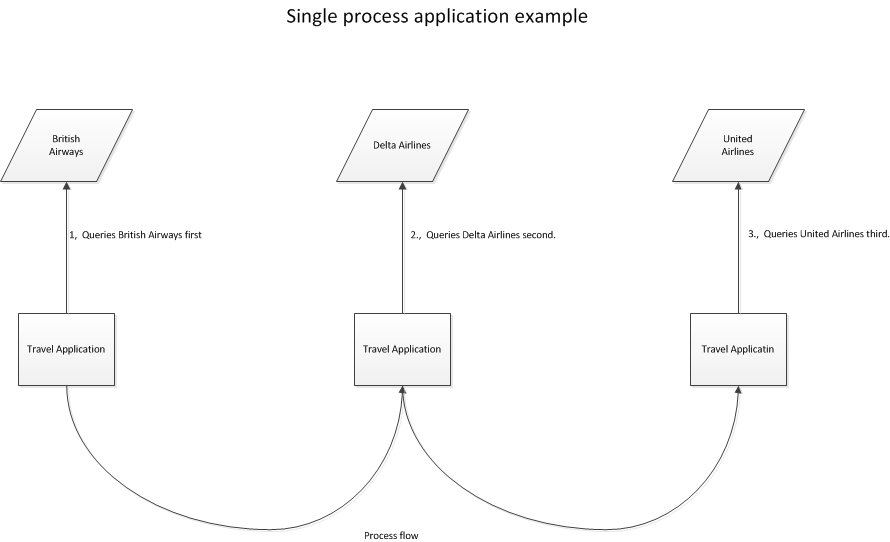 Single process application example
British
Airways
Delta Airlines
United
Airlines
1, Queries British Airways first
2., Queries Delta Airlines second.
3., Queries United Airlines third.
Travel Application
Travel Application
Travel Applicatin
Process flow